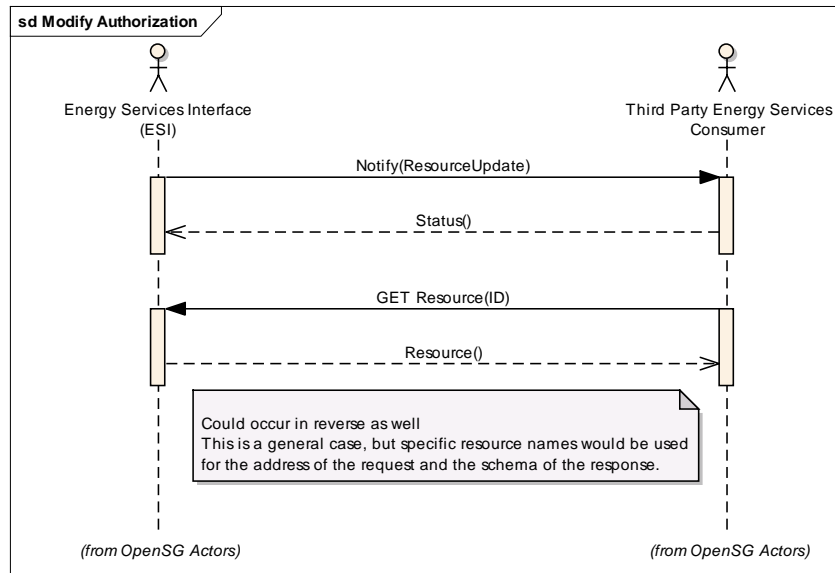 sd Modify Authorization
Energy Services Interface
(ESI)
Third Party Energy Services
Consumer
Notify(ResourceUpdate)
Status()
GET Resource(ID)
Resource()
Could occur in reverse as well
This is a general case, but specific resource names would be used
for the address of the request and the schema of the response.
(from OpenSG Actors)
(from OpenSG Actors)